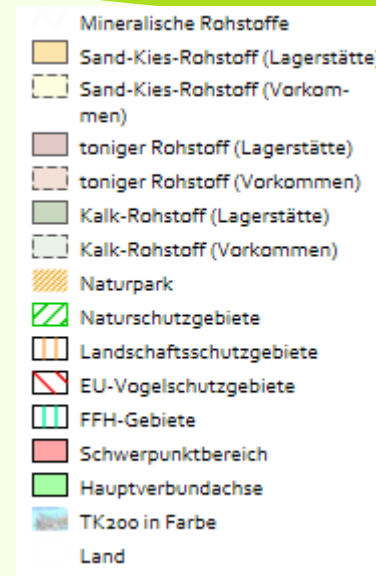 Mineralische Rohstoffe
Sand-Kies-Rohstoff (Lagerstätte)
Sand-Kies-Rohstoff (Vorkom-
men)
toniger Rohstoff (Lagerstätte)
toniger Rohstoff (Vorkommen)
Kalk-Rohstoff (Lagerstätte)
Kalk-Rohstoff (Vorkommen)
Naturpark
Naturschutzgebiete
Landschaftsschutzgebiete
EU-Vogelschutzgebiete
FFH-Gebiete
Schwerpunktbereich
Hauptverbundachse
TK200 in Farbe
Land